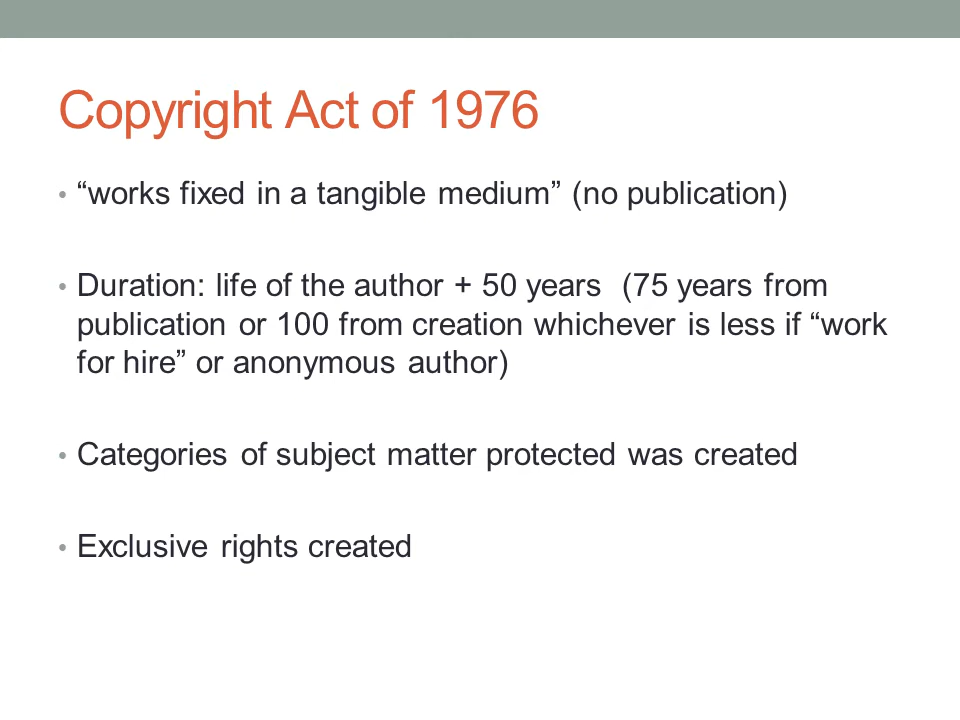 Copyright Act of 1976
• “works fixed in a tangible medium” (no publication)
• Duration: life of the author + 50 years  (75 years from
publication or 100 from creation whichever is less if “work
for hire” or anonymous author)
• Categories of subject matter protected was created
• Exclusive rights created